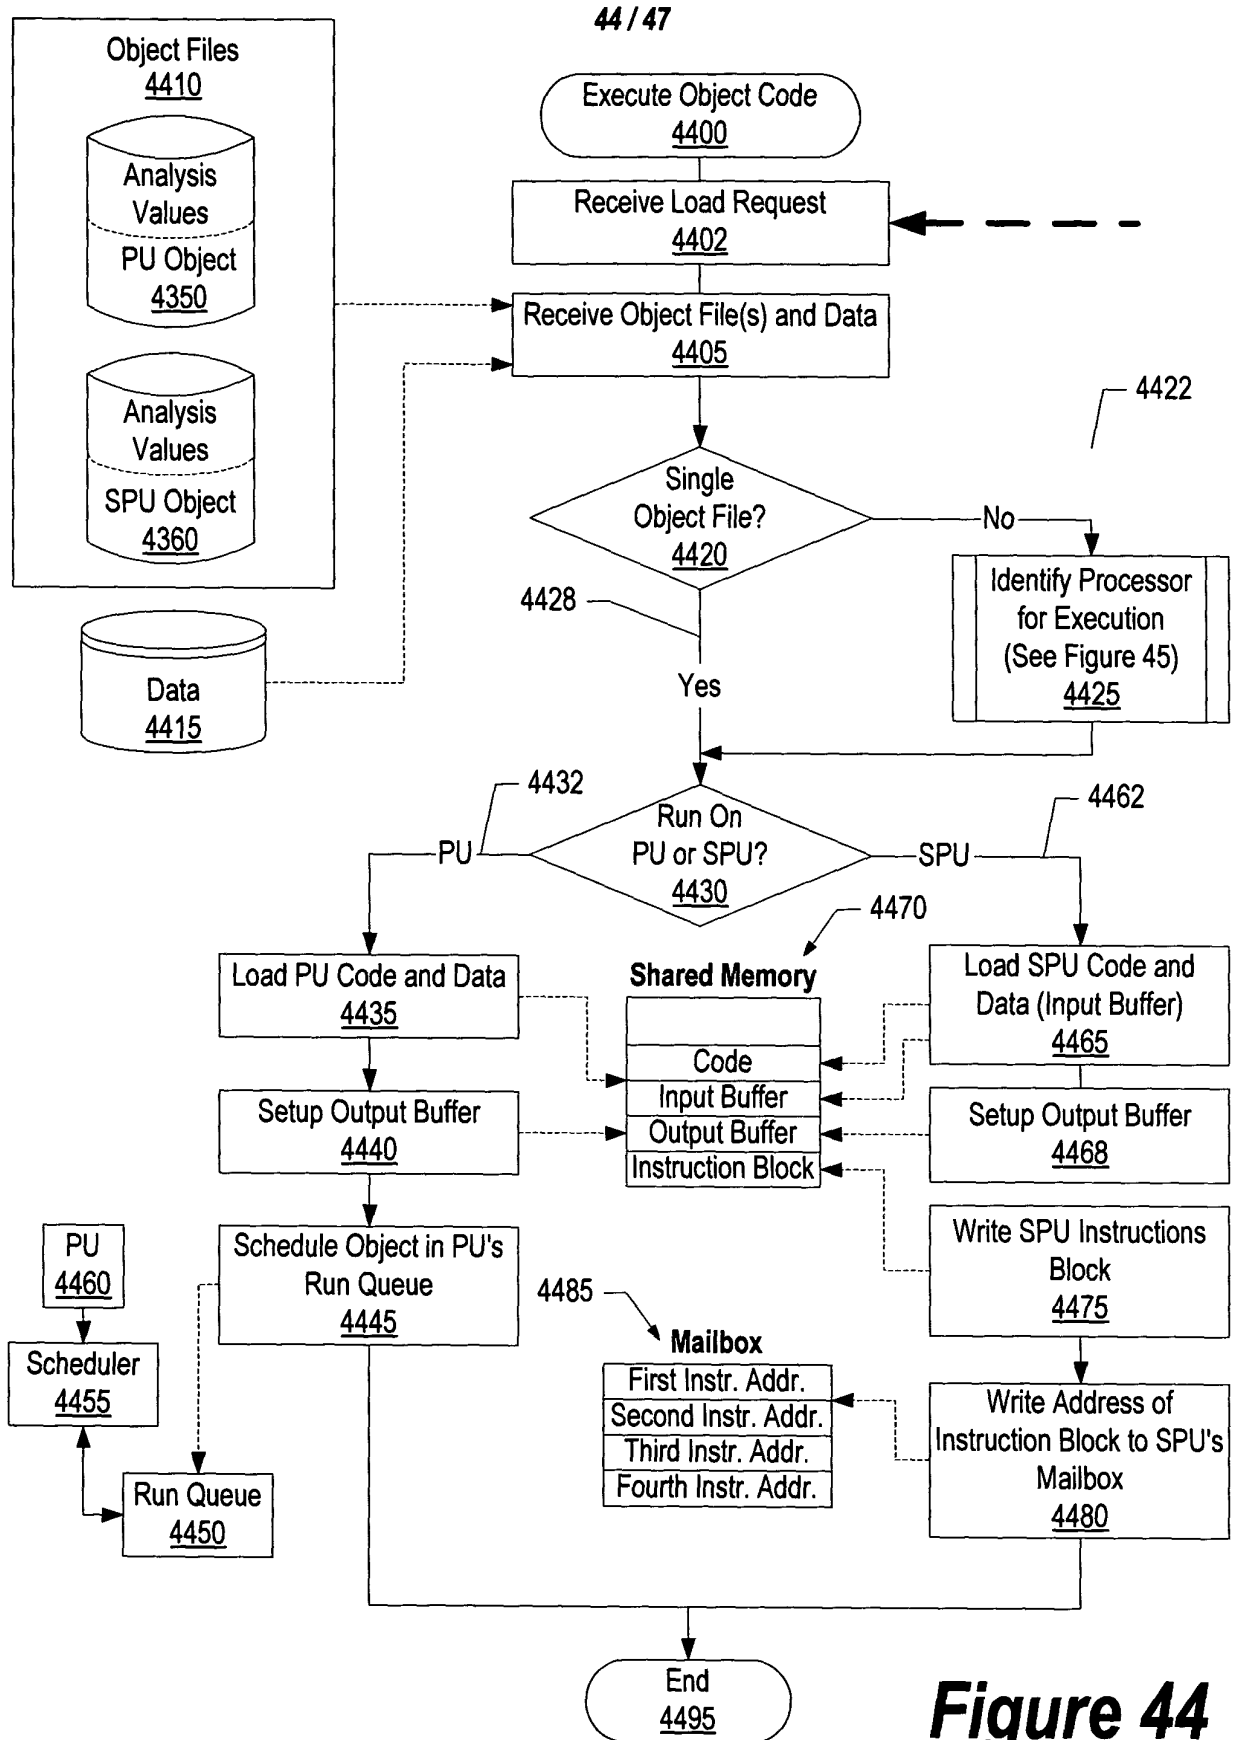 44 / 47
Object Files
4410
Analysis
Values
PU Object
4350
Analysis
Values
SPU Object
4360
Data
4415
Execute Object Code
4400
Receive Load Request
4402
Receive Object File(s) and Data
4405
4422
Single
Object File?
4420
No
4428
Yes
Identify Processor
for Execution
(See Figure 45)
4425
4432
4462
Run On
PU or SPU?
4430
PU
SPU
4470
Load PU Code and Data
4435
Shared Memory
Code
Input Buffer
Output Buffer
Instruction Block
Load SPU Code and
Data (Input Buffer)
4465
Setup Output Buffer
4440
Setup Output Buffer
4468
PU
4460
Scheduler
4455
Schedule Object in PU's
Run Queue
4445
Run Queue
4450
4485
Mailbox
First Instr. Addr.
Second Instr. Addr.
Third Instr. Addr.
Fourth Instr. Addr.
Write SPU Instructions
Block
4475
Write Address of
Instruction Block to SPU's
Mailbox
4480
End
4495
Figure 44